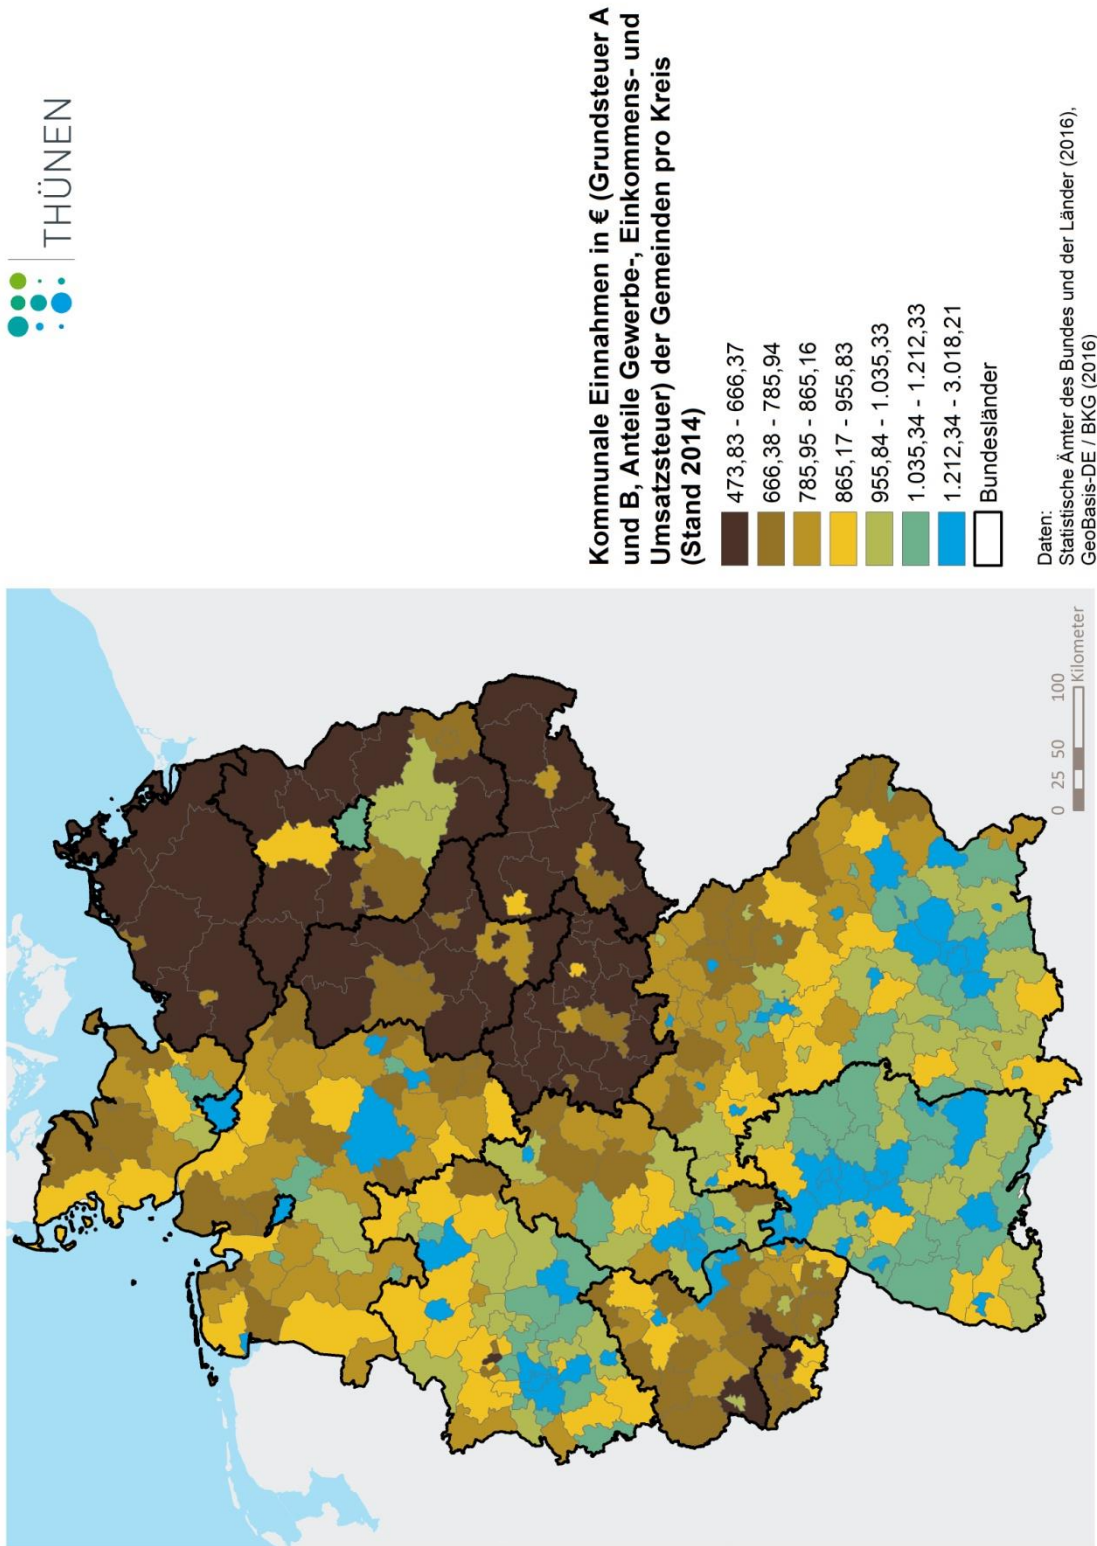 THÜNEN
Kommunale Einnahmen in € (Grundsteuer A
und B, Anteile Gewerbe-, Einkommens- und
Umsatzsteuer) der Gemeinden pro Kreis
(Stand 2014)
473,83 - 666,37
666,38 - 785,94
785,95 - 865,16
865,17 - 955,83
955,84 - 1.035,33
1.035,34 - 1.212,33
1.212,34 - 3.018,21
Bundesländer
Daten:
Statistische Ämter des Bundes und der Länder (2016),
GeoBasis-DE / BKG (2016)
0 25 50 100
Kilometer